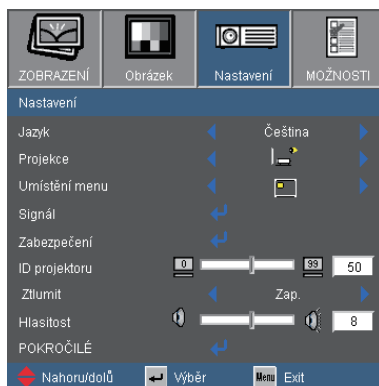 ZOBRAZENÍ Obrázek Nastavení MOŽNOSTI
Nastavení
Jazyk Čeština
Projekce
Umístění menu
Signál
Zabezpečení
ID projektoru 0 99 50
Ztlumit Zap.
Hlasitost 8
POKROČILÉ
Nahoru/dolů Výběr Menu Exit